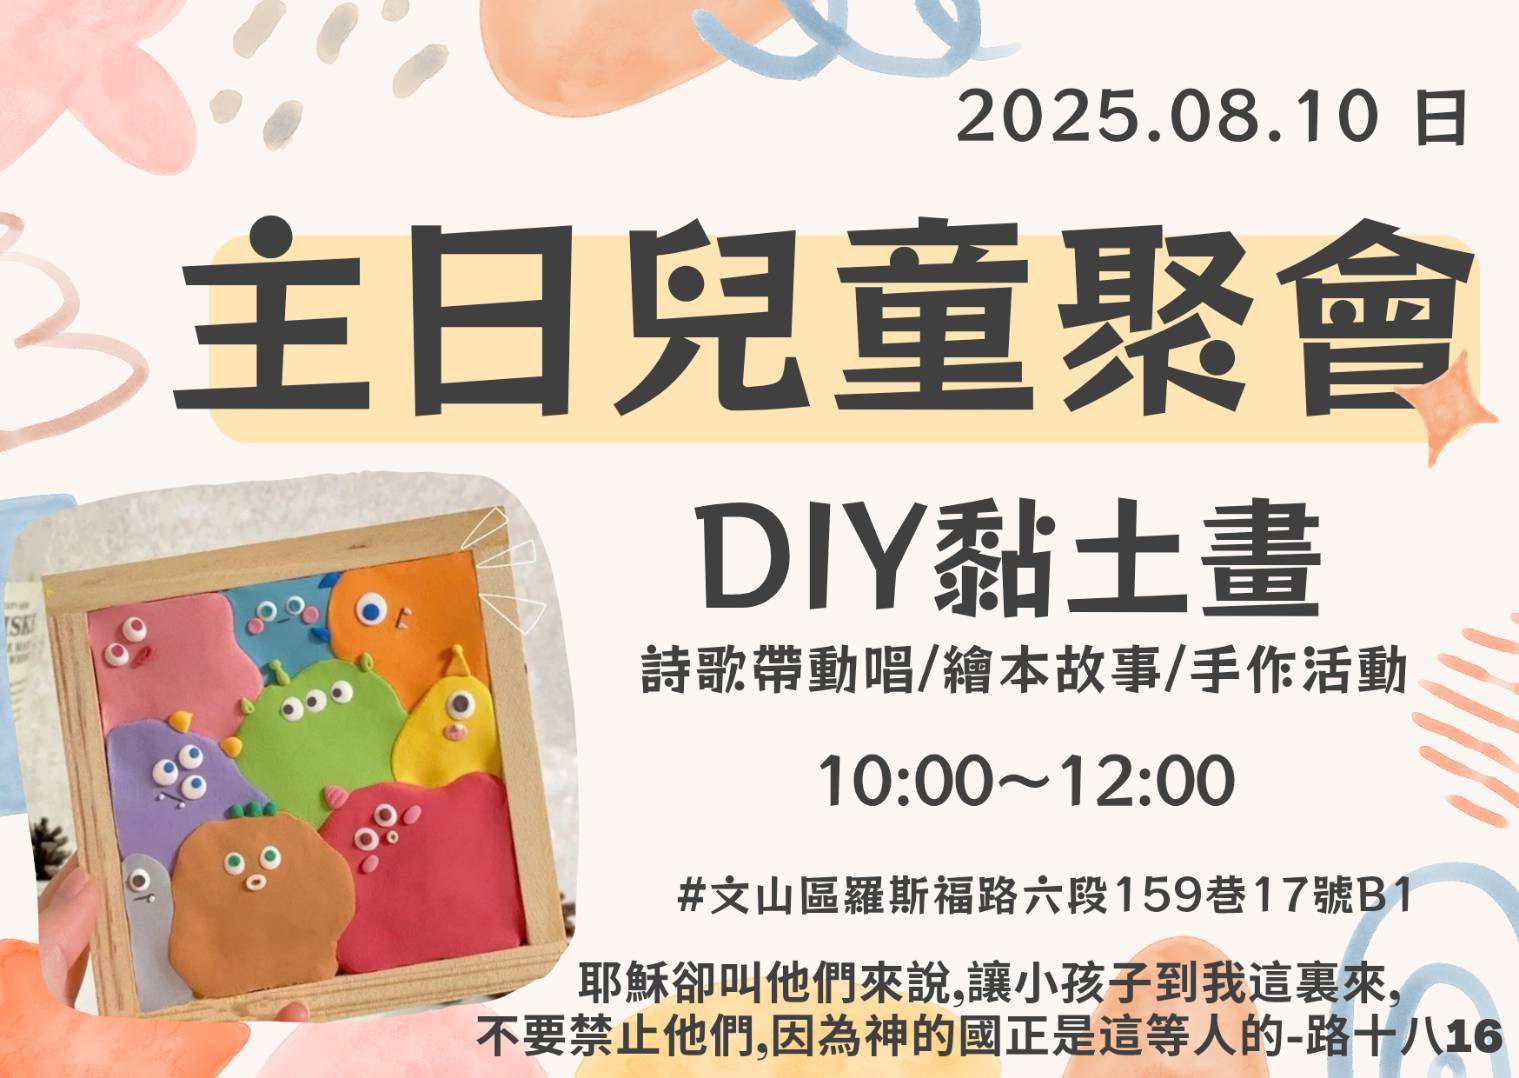 2025.08.10 日
主日兒童聚會
DIY黏土畫
詩歌帶動唱/繪本故事/手作活動
10:00~12:00
#文山區羅斯福路六段159巷17號B1
耶穌卻叫他們來說,讓小孩子到我這裏來,
不要禁止他們,因為神的國正是這等人的-路十八16